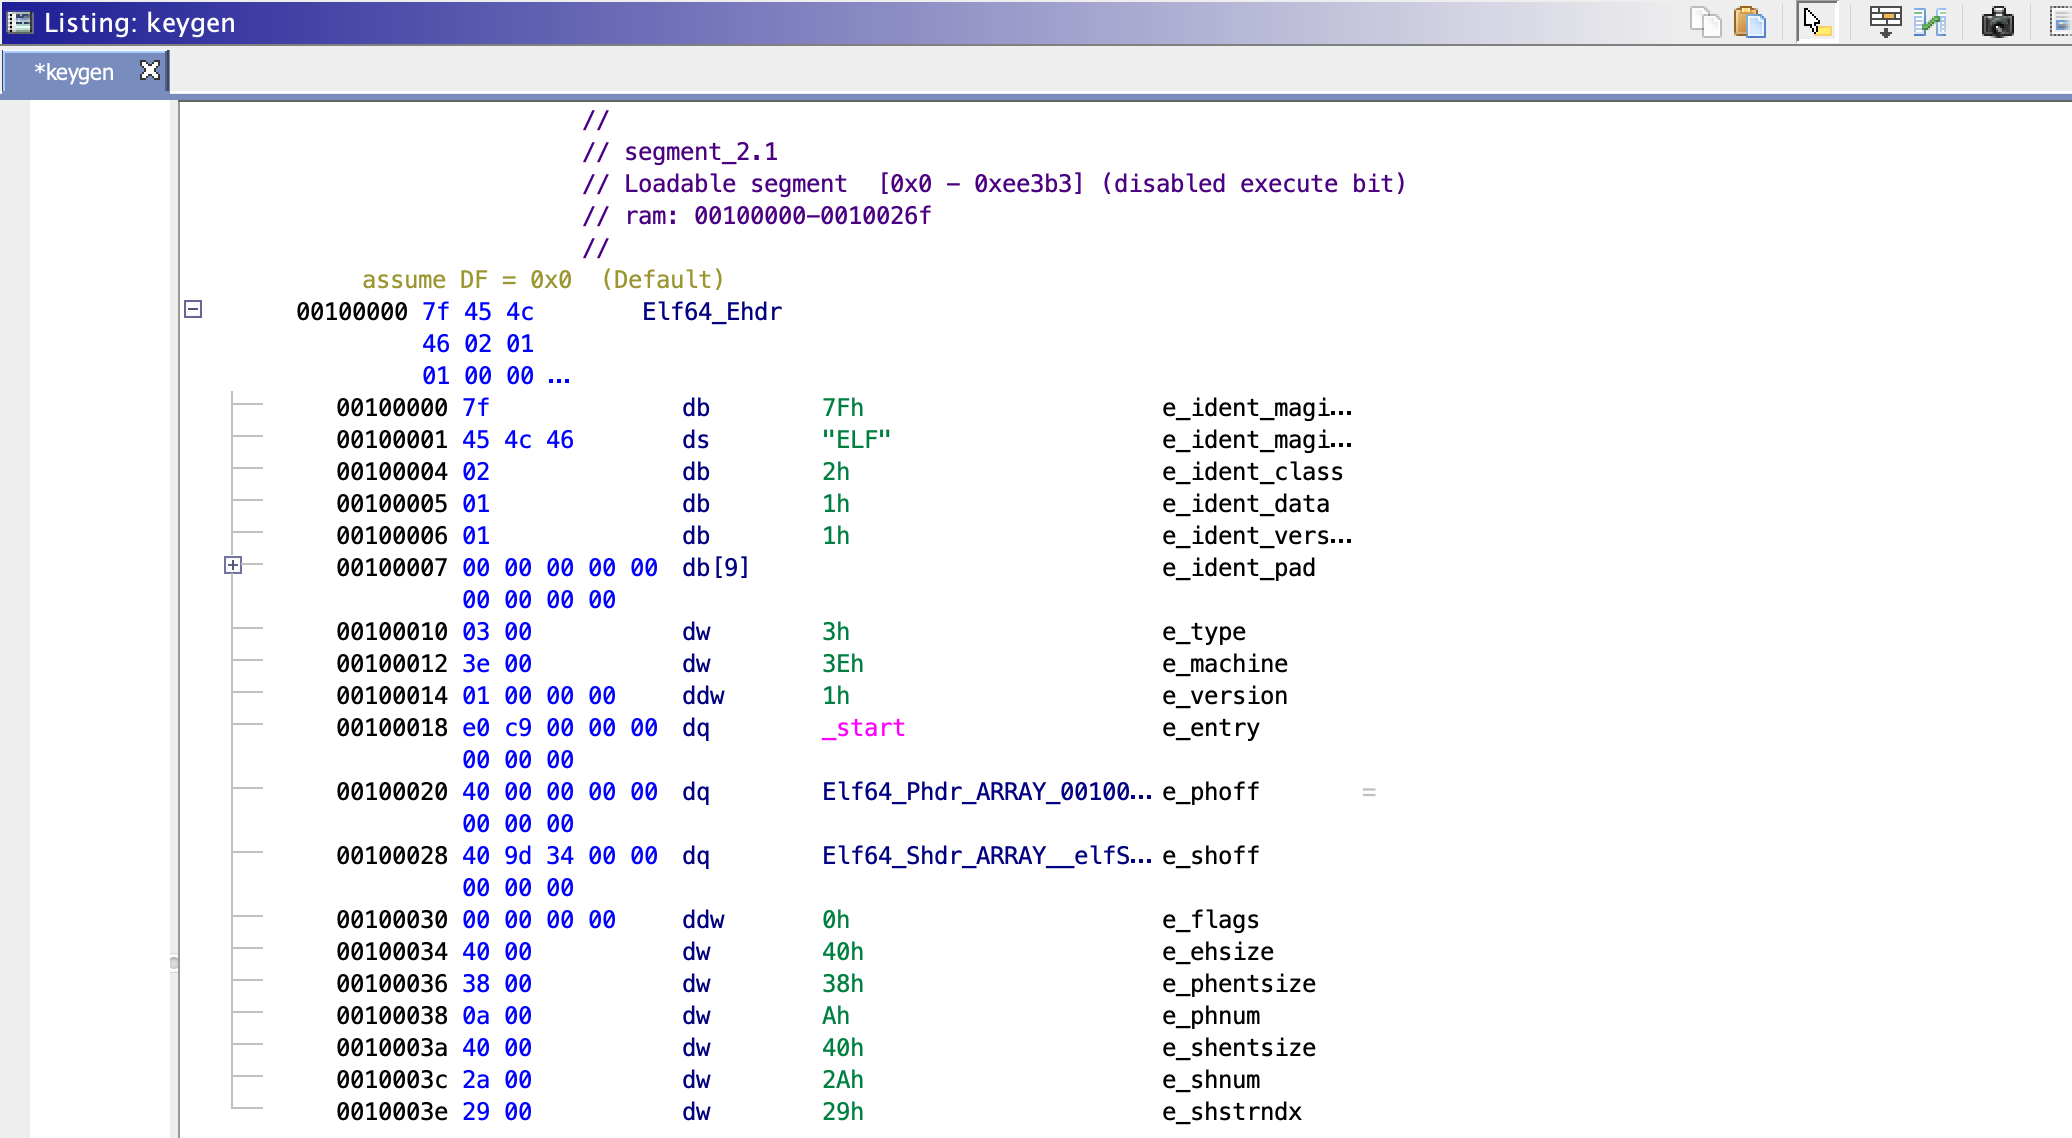 Listing: keygen
*keygen
//
// segment_2.1
// Loadable segment  [0x0 - 0xee3b3] (disabled execute bit)
// ram: 00100000-0010026f
//
assume DF = 0x0  (Default)
00100000 7f 45 4c        Elf64_Ehdr
46 02 01
01 00 00 ...
00100000 7f              db        7Fh                     e_ident_magi...
00100001 45 4c 46        ds        "ELF"                   e_ident_magi...
00100004 02              db        2h                      e_ident_class
00100005 01              db        1h                      e_ident_data
00100006 01              db        1h                      e_ident_vers...
00100007 00 00 00 00 00  db[9]                             e_ident_pad
00 00 00 00
00100010 03 00           dw        3h                      e_type
00100012 3e 00           dw        3Eh                     e_machine
00100014 01 00 00 00     ddw       1h                      e_version
00100018 e0 c9 00 00 00  dq        _start                  e_entry
00 00 00
00100020 40 00 00 00 00  dq        Elf64_Phdr_ARRAY_00100... e_phoff       =
00 00 00
00100028 40 9d 34 00 00  dq        Elf64_Shdr_ARRAY__elfS... e_shoff
00 00 00
00100030 00 00 00 00     ddw       0h                      e_flags
00100034 40 00           dw        40h                     e_ehsize
00100036 38 00           dw        38h                     e_phentsize
00100038 0a 00           dw        Ah                      e_phnum
0010003a 40 00           dw        40h                     e_shentsize
0010003c 2a 00           dw        2Ah                     e_shnum
0010003e 29 00           dw        29h                     e_shstrndx